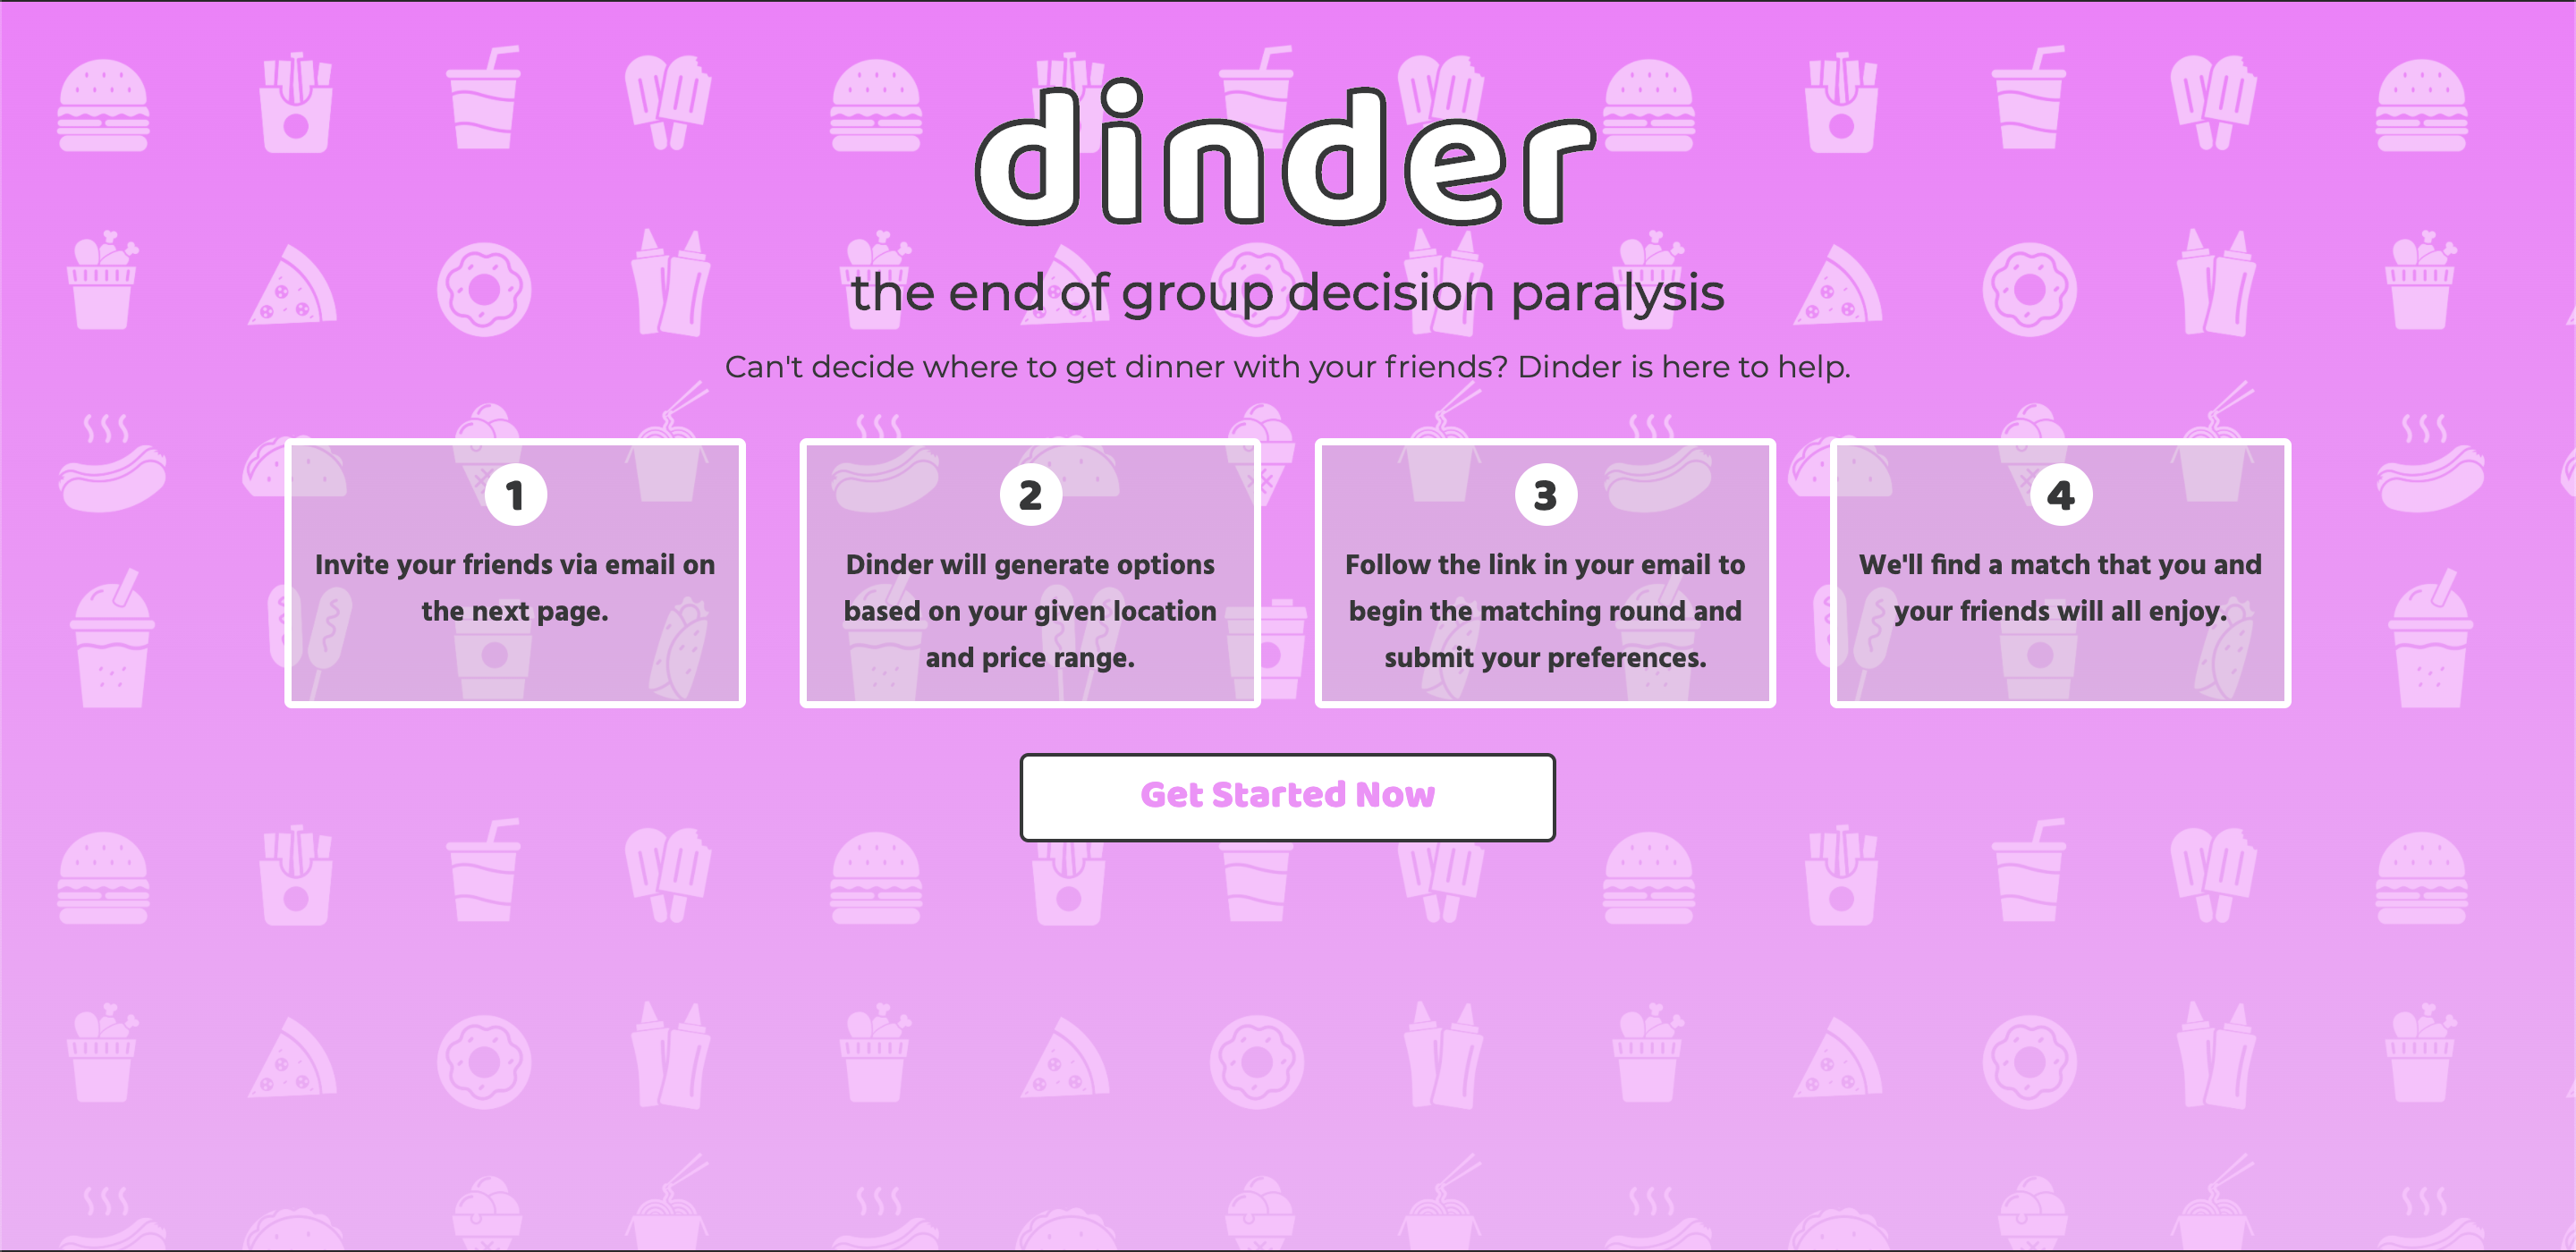 dinder
the end of group decision paralysis
Can't decide where to get dinner with your friends? Dinder is here to help.
1
Invite your friends via email on
the next page.
2
Dinder will generate options
based on your given location
and price range.
3
Follow the link in your email to
begin the matching round and
submit your preferences.
4
We'll find a match that you and
your friends will all enjoy.
Get Started Now